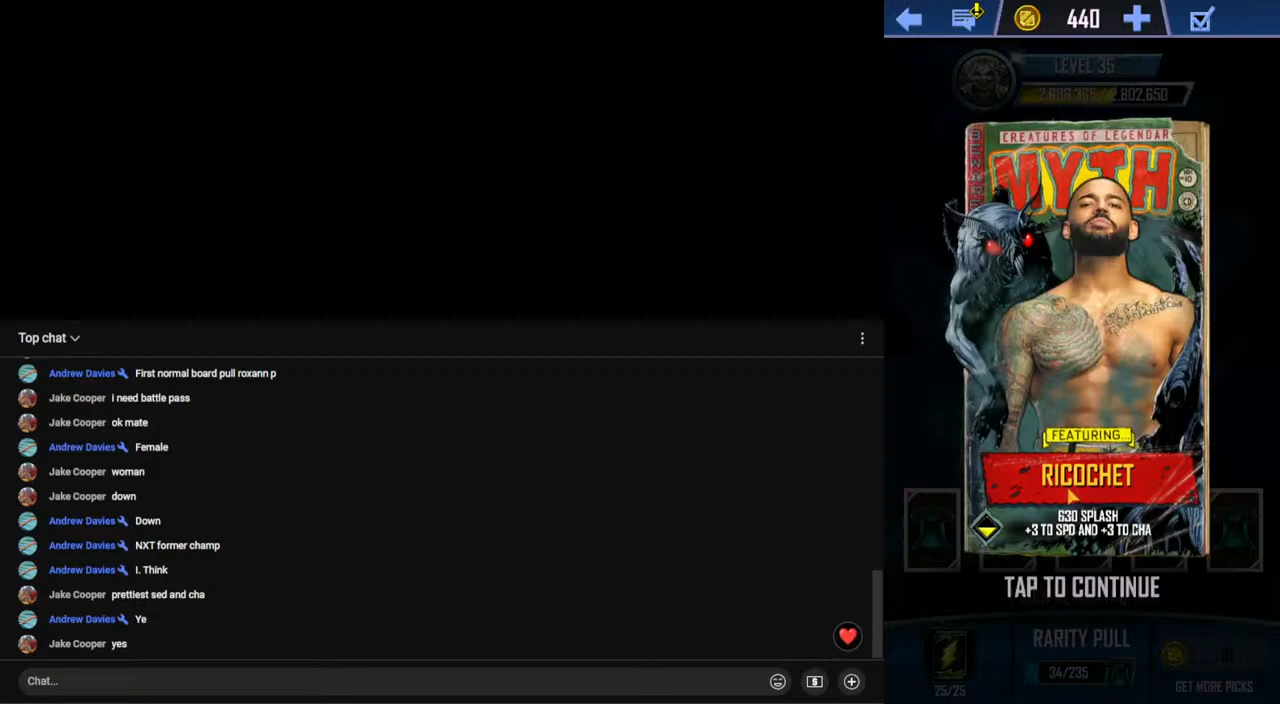 440
LEVEL 35
2,802,650
CREATURES OF LEGENDAR
MYTH
FEATURING...
RICOCHET
630 SPLASH
+3 TO SPD AND +3 TO CHA
TAP TO CONTINUE
RARITY PULL
34/235
25/25
GET MORE PICKS
Top chat
Andrew Davies First normal board pull roxann p
Jake Cooper i need battle pass
Jake Cooper ok mate
Andrew Davies Female
Jake Cooper woman
Jake Cooper down
Andrew Davies Down
Andrew Davies NXT former champ
Andrew Davies I. Think
Jake Cooper prettiest sed and cha
Andrew Davies Ye
Jake Cooper yes
Chat...